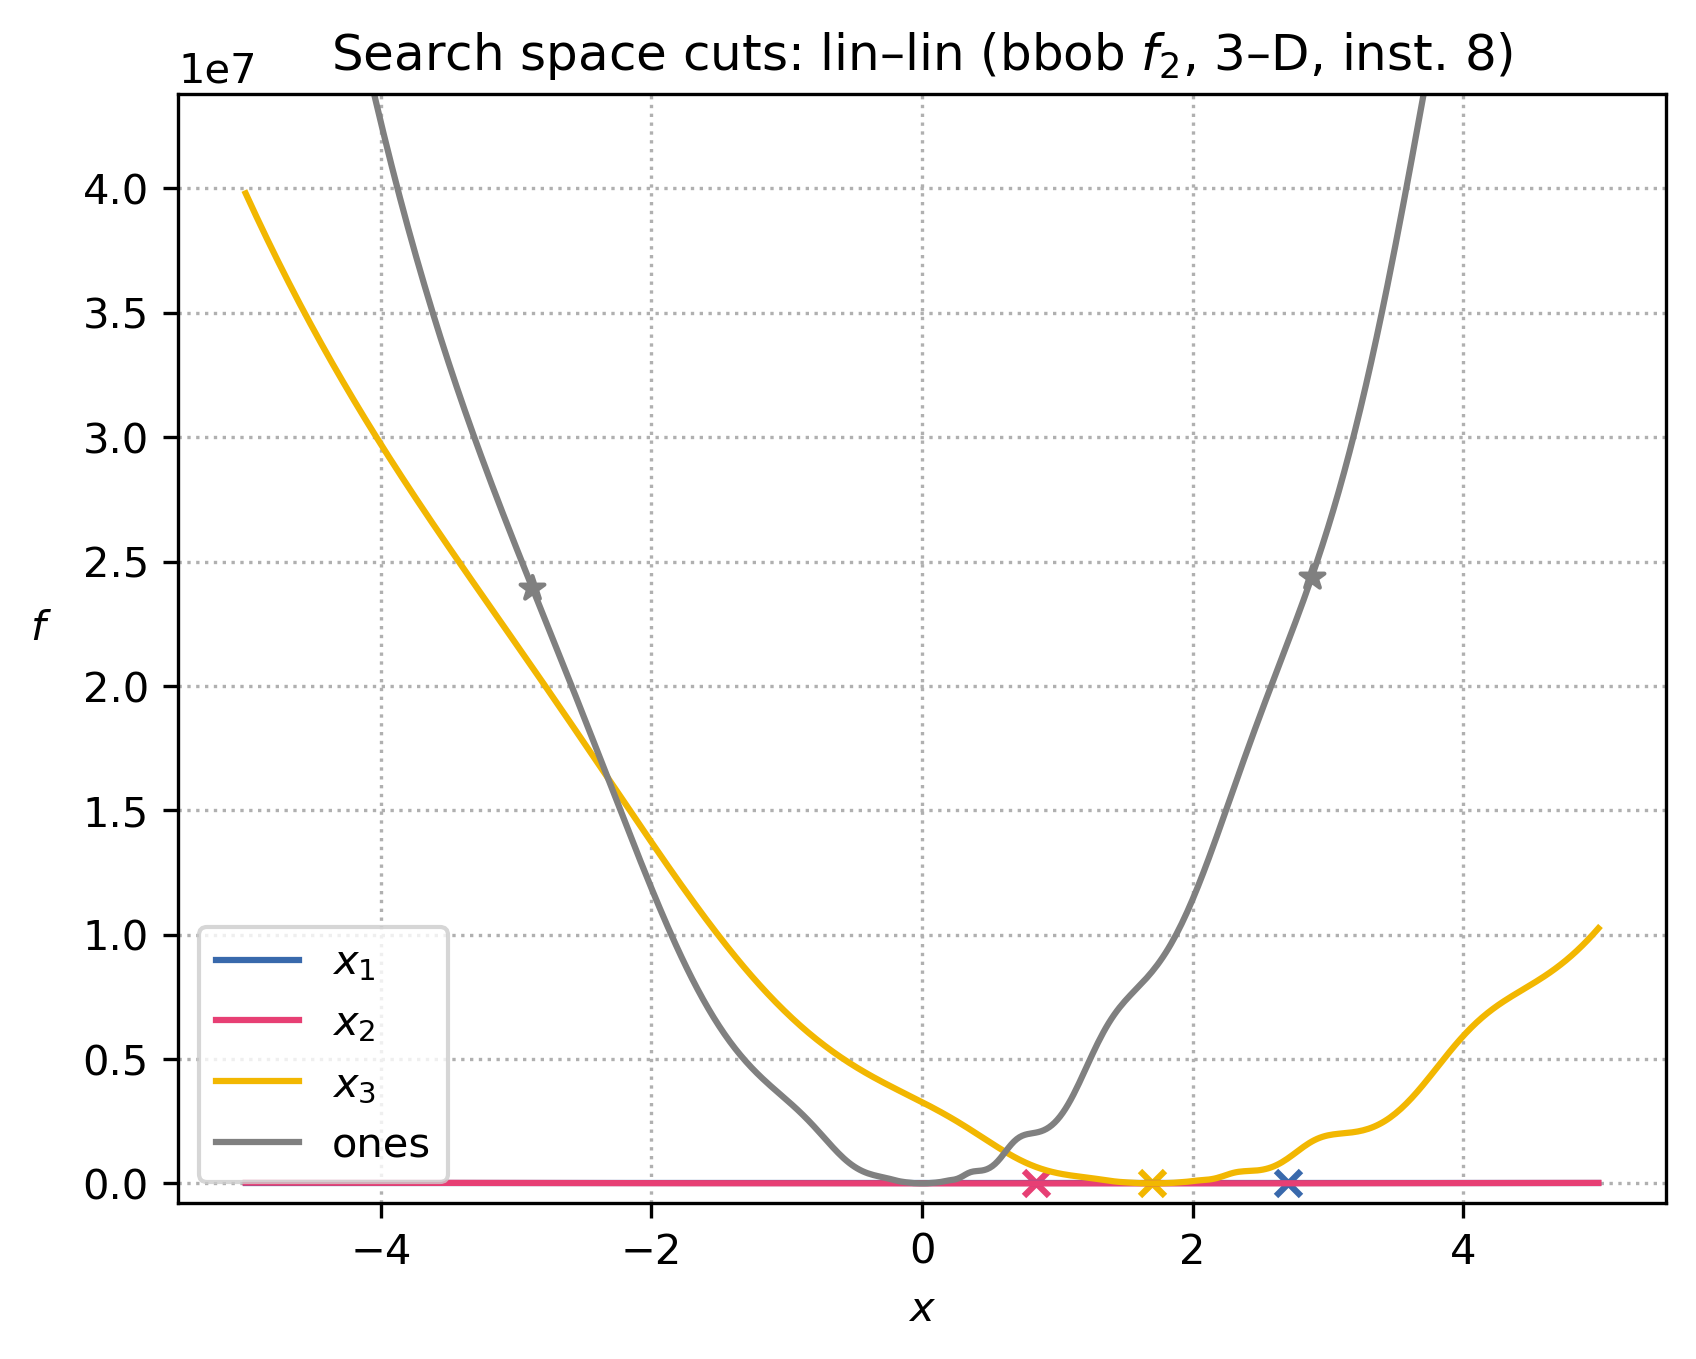 Search space cuts: lin–lin (bbob f₂, 3–D, inst. 8)
1e7
4.0
3.5
3.0
2.5
2.0
1.5
1.0
0.5
0.0
f
x₁
x₂
x₃
ones
−4 −2 0 2 4
x